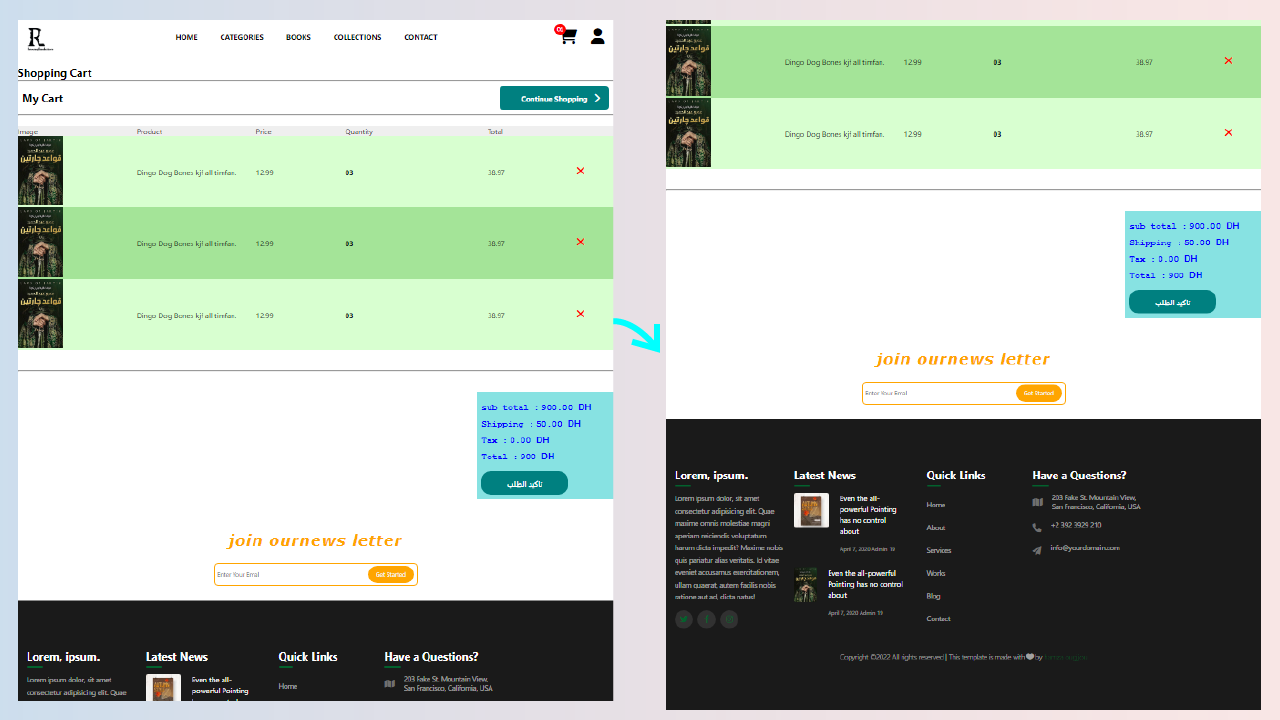 R
HOME CATEGORIES BOOKS COLLECTIONS CONTACT
Shopping Cart
My Cart
Continue Shopping
Image Product Price Quantity Total
قواعد جارتين
Dingo Dog Bones kjf all timfan. 12.99 03 38.97
قواعد جارتين
Dingo Dog Bones kjf all timfan. 12.99 03 38.97
قواعد جارتين
Dingo Dog Bones kjf all timfan. 12.99 03 38.97
sub total : 900.00 DH
Shipping : 50.00 DH
Tax : 0.00 DH
Total : 900 DH
تاكيد الطلب
join ournews letter
Enter Your Email Get Started
Lorem, ipsum.
Lorem ipsum dolor, sit amet
consectetur adipisicing elit. Quae
Latest News
Even the all-
powerful Pointing
Quick Links
Home
Have a Questions?
203 Fake St. Mountain View,
San Francisco, California, USA
قواعد جارتين
Dingo Dog Bones kjf all timfan. 12.99 03 38.97
قواعد جارتين
Dingo Dog Bones kjf all timfan. 12.99 03 38.97
sub total : 900.00 DH
Shipping : 50.00 DH
Tax : 0.00 DH
Total : 900 DH
تاكيد الطلب
join ournews letter
Enter Your Email Get Started
Lorem, ipsum.
Lorem ipsum dolor, sit amet
consectetur adipisicing elit. Quae
maxime omnis molestiae magni
aperiam reiciendis voluptatum
harum dicta impedit? Maxime nobis
quis pariatur alias veritatis. Id vitae
eveniet accusamus exercitationem,
ullam quaerat, autem facilis nobis
ratione aut ad, dicta natus!
Latest News
Even the all-
powerful Pointing
has no control
about
April 7, 2020 Admin 19
Even the all-powerful
Pointing has no control
about
April 7, 2020 Admin 19
Quick Links
Home
About
Services
Works
Blog
Contact
Have a Questions?
203 Fake St. Mountain View,
San Francisco, California, USA
+2 392 3929 210
info@yourdomain.com
Copyright ©2022 All rights reserved | This template is made with by